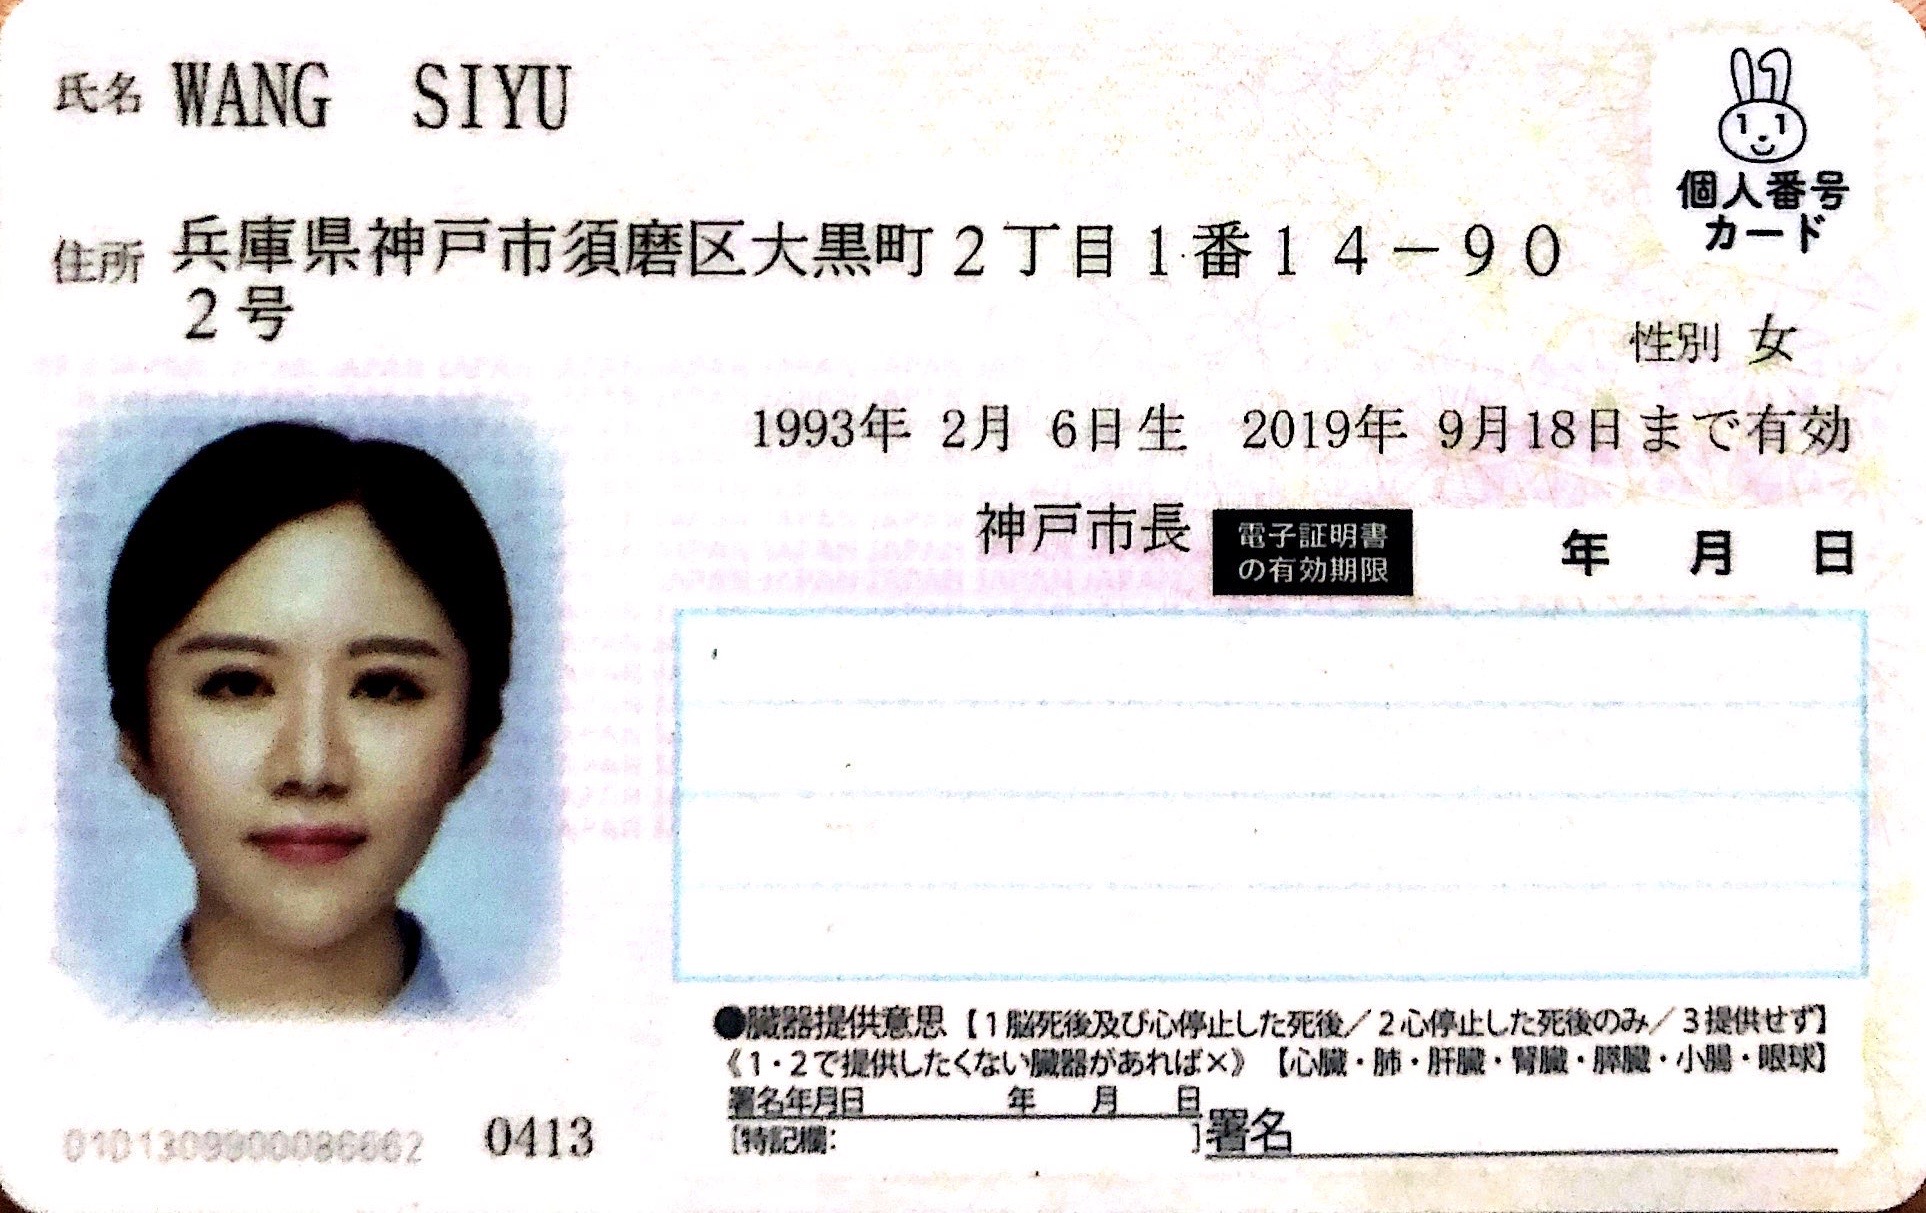 氏名 WANG SIYU
個人番号
カード
住所 兵庫県神戸市須磨区大黒町2丁目1番14-90
2号
性別 女
1993年 2月 6日生 2019年 9月18日まで有効
神戸市長 電子証明書 年 月 日
の有効期限
●臓器提供意思【1脳死後及び心停止した死後/2心停止した死後のみ/3提供せず】
《1・2で提供したくない臓器があれば×》【心臓・肺・肝臓・腎臓・膵臓・小腸・眼球】
署名年月日 年 月 日
[特記欄: ] 署名
0413